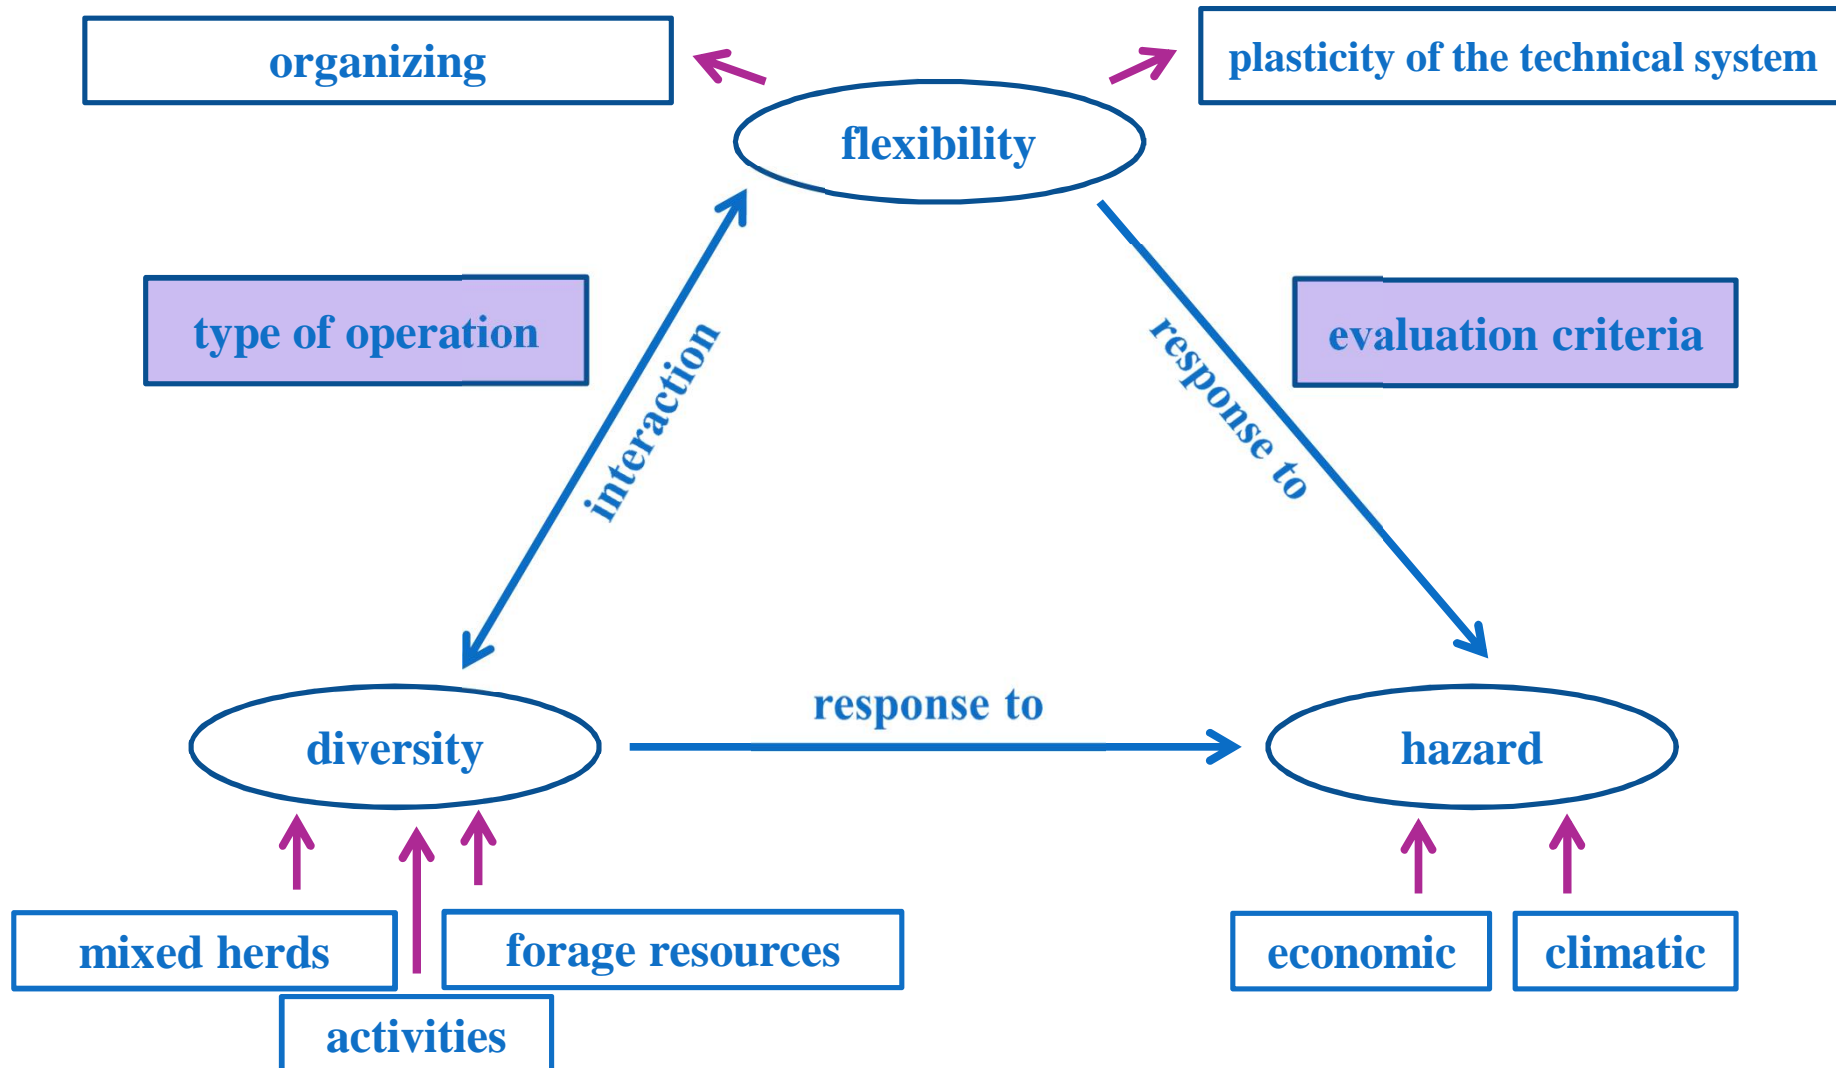 organizing
plasticity of the technical system
flexibility
type of operation
interaction
response to
evaluation criteria
response to
diversity
hazard
mixed herds
forage resources
activities
economic
climatic